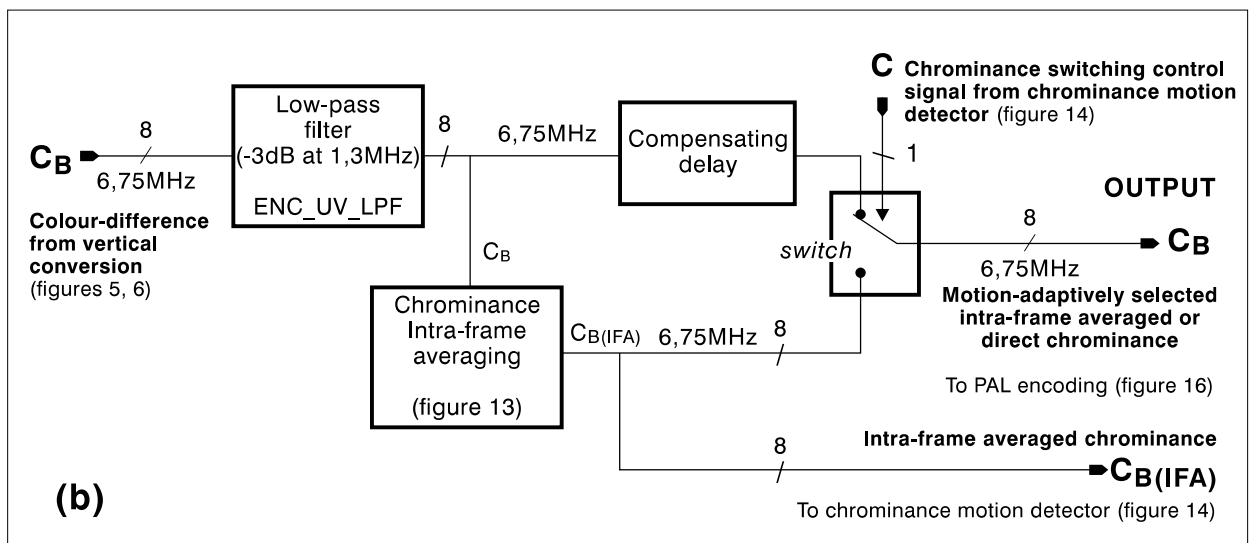 C_B
8
6,75MHz
Colour-difference
from vertical
conversion
(figures 5, 6)
Low-pass
filter
(-3dB at 1,3MHz)
ENC_UV_LPF
8
6,75MHz
C_B
Compensating
delay
C
Chrominance switching control
signal from chrominance motion
detector (figure 14)
1
switch
Chrominance
Intra-frame
averaging
(figure 13)
C_B(IFA)
6,75MHz
8
OUTPUT
8
C_B
6,75MHz
Motion-adaptively selected
intra-frame averaged or
direct chrominance
To PAL encoding (figure 16)
Intra-frame averaged chrominance
8
C_B(IFA)
To chrominance motion detector (figure 14)
(b)